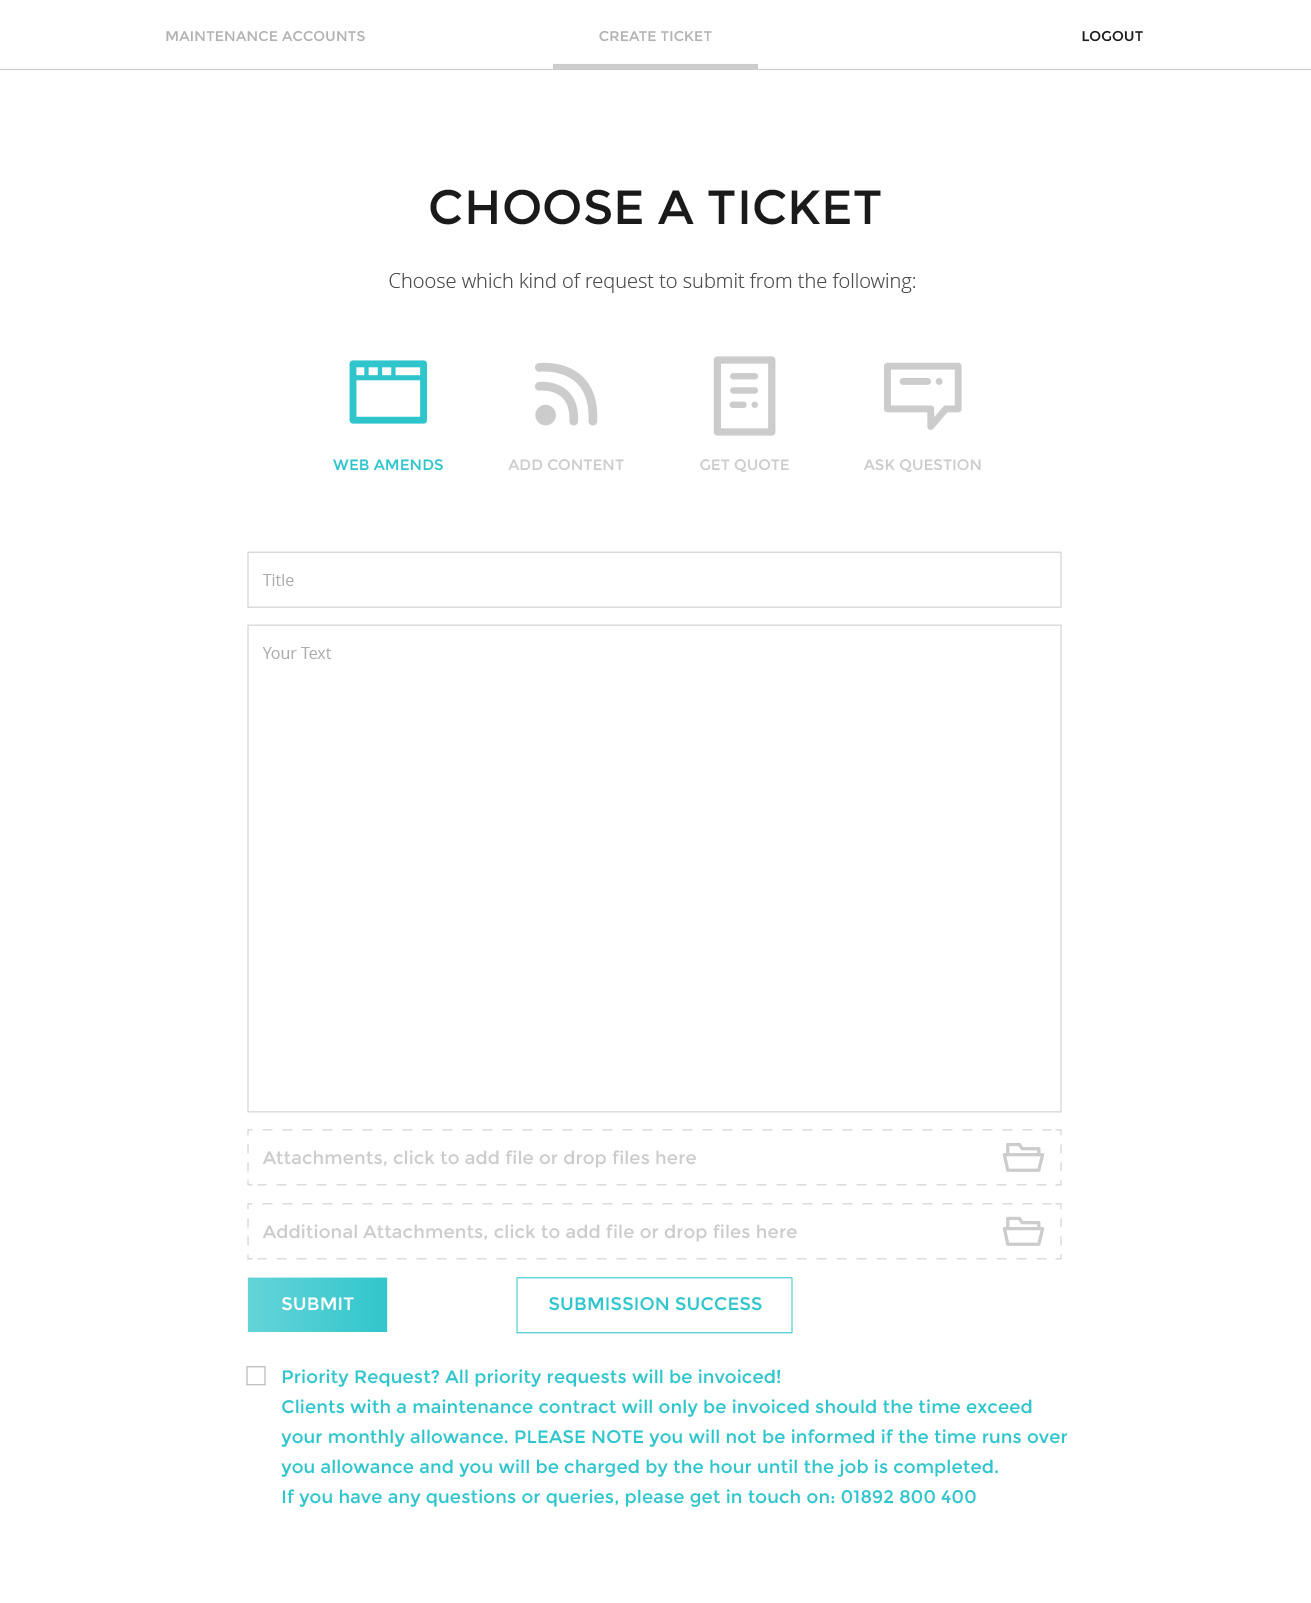 MAINTENANCE ACCOUNTS
CREATE TICKET
LOGOUT
CHOOSE A TICKET
Choose which kind of request to submit from the following:
WEB AMENDS
ADD CONTENT
GET QUOTE
ASK QUESTION
Title
Your Text
Attachments, click to add file or drop files here
Additional Attachments, click to add file or drop files here
SUBMIT
SUBMISSION SUCCESS
Priority Request? All priority requests will be invoiced!
Clients with a maintenance contract will only be invoiced should the time exceed
your monthly allowance. PLEASE NOTE you will not be informed if the time runs over
you allowance and you will be charged by the hour until the job is completed.
If you have any questions or queries, please get in touch on: 01892 800 400